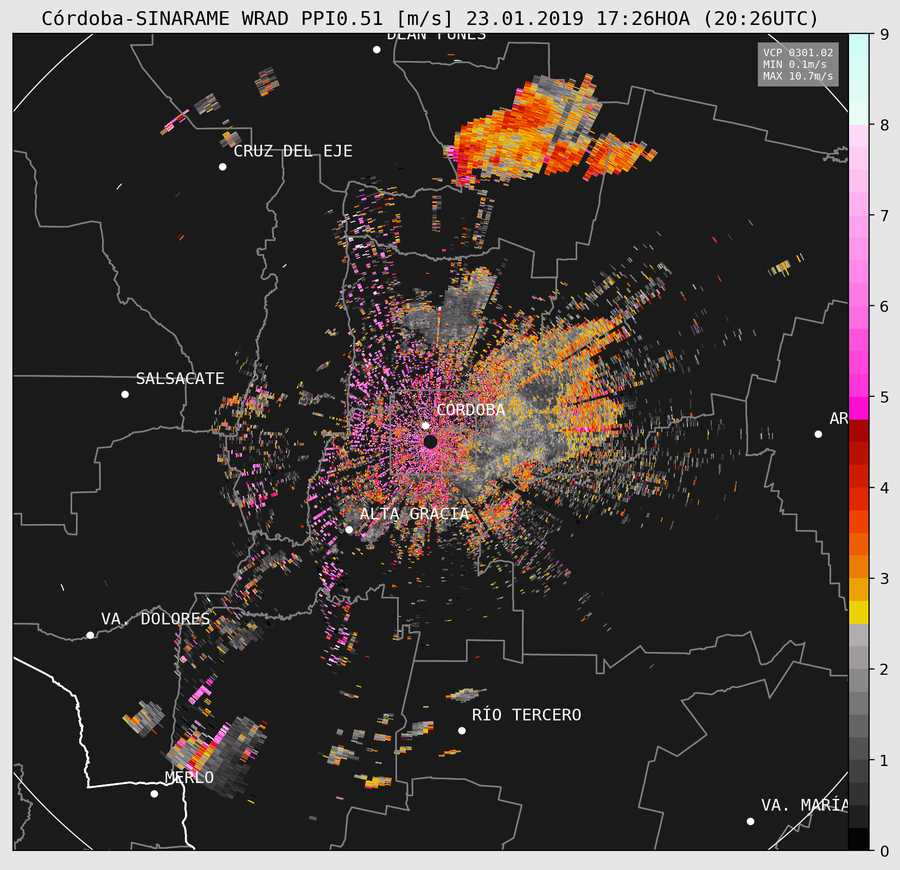 Córdoba-SINARAME WRAD PPI0.51 [m/s] 23.01.2019 17:26HOA (20:26UTC)
DEAN FUNES
VCP 0301.02
MIN 0.1m/s
MAX 10.7m/s
CRUZ DEL EJE
SALSACATE
CORDOBA
AR
ALTA GRACIA
VA. DOLORES
RÍO TERCERO
MERLO
VA. MARÍA
9
8
7
6
5
4
3
2
1
0